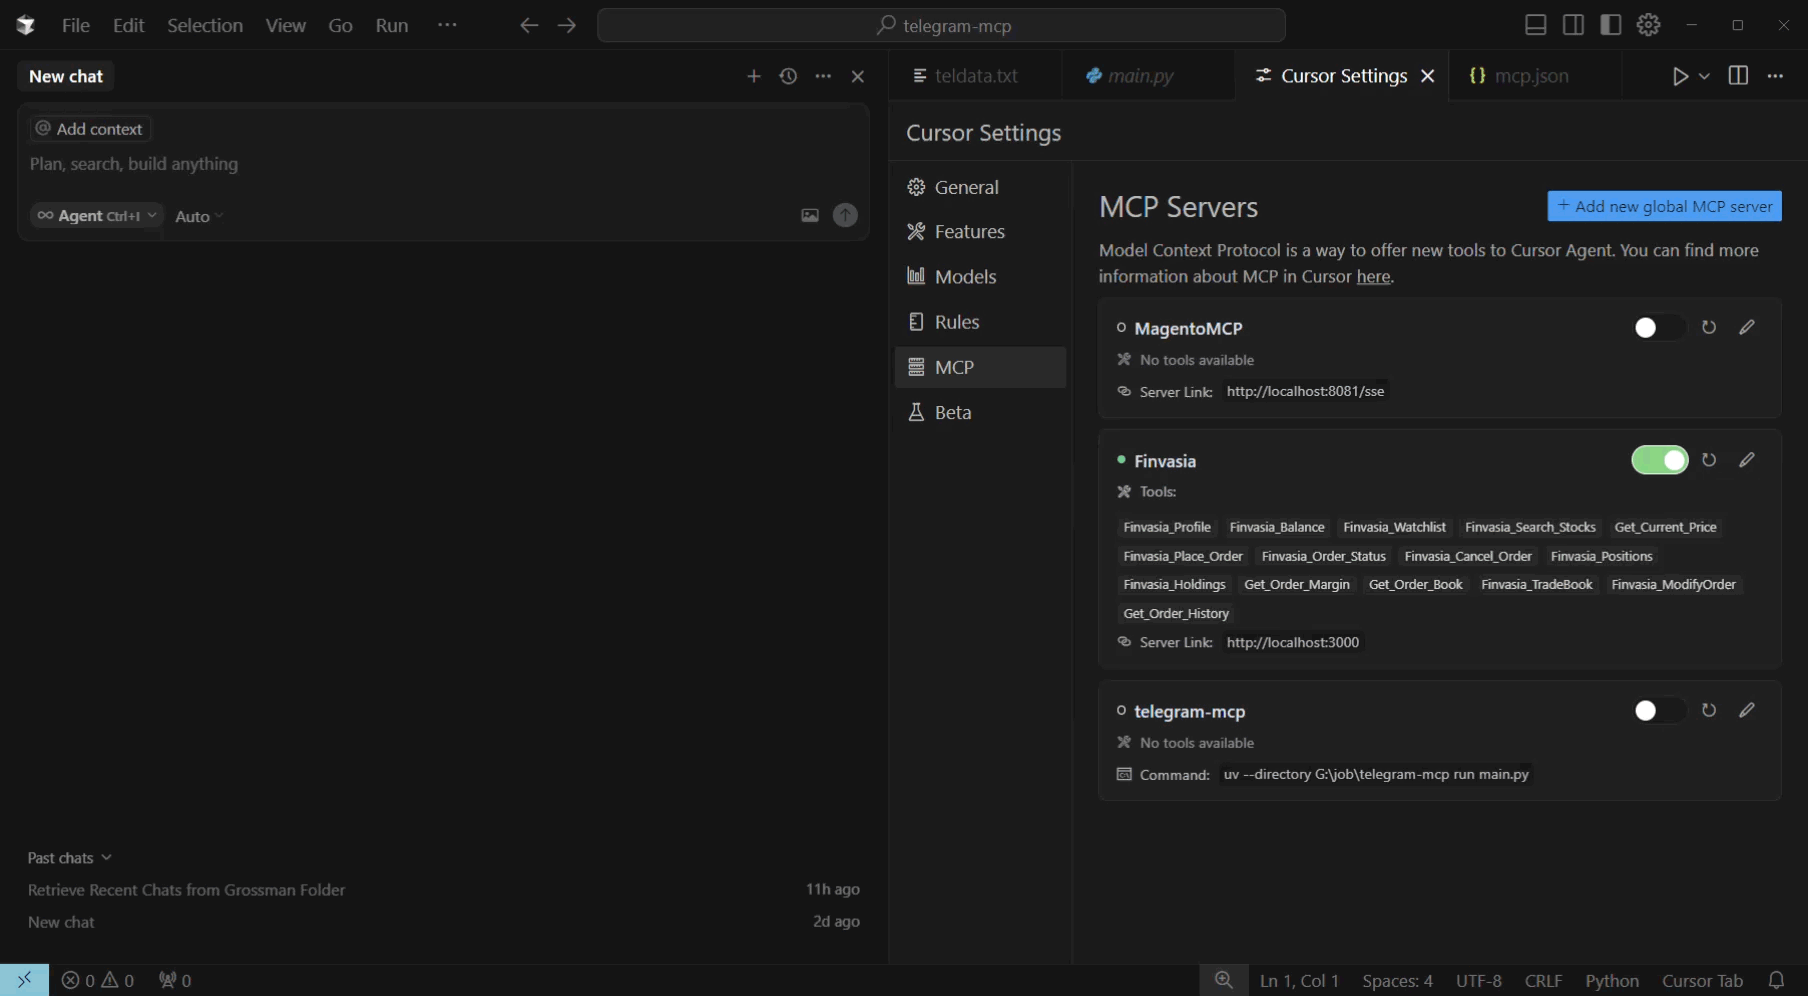 File Edit Selection View Go Run ···
telegram-mcp
New chat
@ Add context
Plan, search, build anything
∞ Agent Ctrl+I Auto
Past chats
Retrieve Recent Chats from Grossman Folder 11h ago
New chat 2d ago
teldata.txt main.py Cursor Settings {} mcp.json
Cursor Settings
General
Features
Models
Rules
MCP
Beta
MCP Servers
+ Add new global MCP server
Model Context Protocol is a way to offer new tools to Cursor Agent. You can find more
information about MCP in Cursor here.
MagentoMCP
No tools available
Server Link: http://localhost:8081/sse
Finvasia
Tools:
Finvasia_Profile Finvasia_Balance Finvasia_Watchlist Finvasia_Search_Stocks Get_Current_Price
Finvasia_Place_Order Finvasia_Order_Status Finvasia_Cancel_Order Finvasia_Positions
Finvasia_Holdings Get_Order_Margin Get_Order_Book Finvasia_TradeBook Finvasia_ModifyOrder
Get_Order_History
Server Link: http://localhost:3000
telegram-mcp
No tools available
Command: uv --directory G:\job\telegram-mcp run main.py
0 0 0
Ln 1, Col 1 Spaces: 4 UTF-8 CRLF Python Cursor Tab